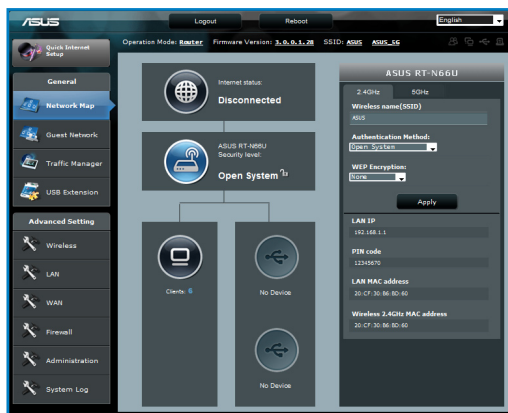 ASUS
Logout
Reboot
English
Quick Internet Setup
Operation Mode: Router Firmware Version: 3.0.0.1.28 SSID: ASUS ASUS_5G
General
Network Map
Guest Network
Traffic Manager
USB Extension
Advanced Setting
Wireless
LAN
WAN
Firewall
Administration
System Log
Internet status:
Disconnected
ASUS RT-N66U
Security level:
Open System
Clients: 6
No Device
No Device
ASUS RT-N66U
2.4GHz 5GHz
Wireless name(SSID)
ASUS
Authentication Method:
Open System
WEP Encryption:
None
Apply
LAN IP
192.168.1.1
PIN code
12345670
LAN MAC address
20:CF:30:B6:BD:60
Wireless 2.4GHz MAC address
20:CF:30:B6:BD:60